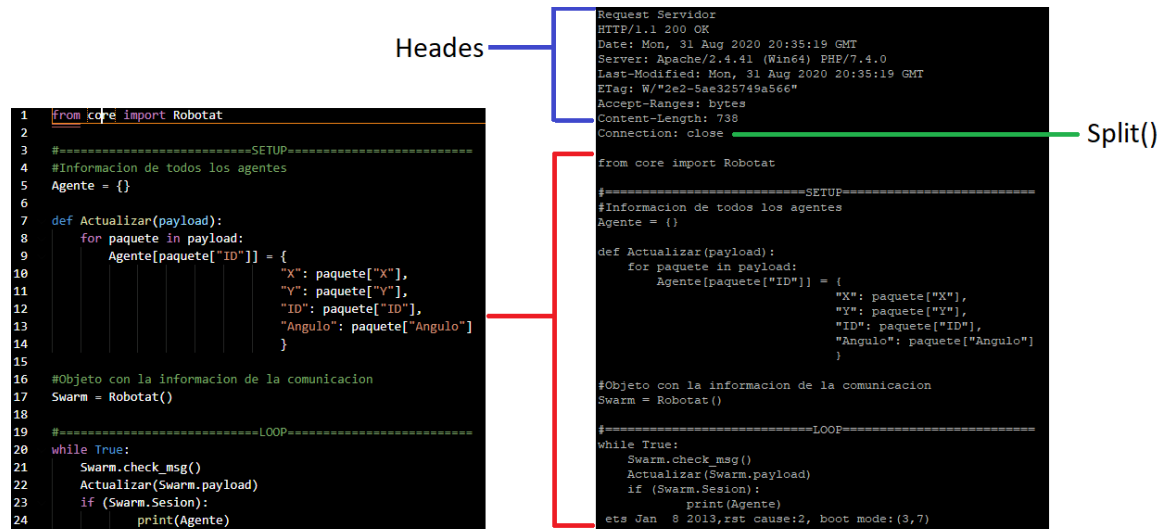 Heades
1 from core import Robotat
2
3 #===========================SETUP==========================
4 #Informacion de todos los agentes
5 Agente = {}
6
7 def Actualizar(payload):
8     for paquete in payload:
9         Agente[paquete["ID"]] = {
10                                 "X": paquete["X"],
11                                 "Y": paquete["Y"],
12                                 "ID": paquete["ID"],
13                                 "Angulo": paquete["Angulo"]
14                                 }
15
16 #Objeto con la informacion de la comunicacion
17 Swarm = Robotat()
18
19 #============================LOOP==========================
20 while True:
21     Swarm.check_msg()
22     Actualizar(Swarm.payload)
23     if (Swarm.Sesion):
24             print(Agente)
Request Servidor
HTTP/1.1 200 OK
Date: Mon, 31 Aug 2020 20:35:19 GMT
Server: Apache/2.4.41 (Win64) PHP/7.4.0
Last-Modified: Mon, 31 Aug 2020 20:35:19 GMT
ETag: W/"2e2-5ae325749a566"
Accept-Ranges: bytes
Content-Length: 738
Connection: close
Split()
from core import Robotat
#===========================SETUP==========================
#Informacion de todos los agentes
Agente = {}
def Actualizar(payload):
    for paquete in payload:
        Agente[paquete["ID"]] = {
                                "X": paquete["X"],
                                "Y": paquete["Y"],
                                "ID": paquete["ID"],
                                "Angulo": paquete["Angulo"]
                                }
#Objeto con la informacion de la comunicacion
Swarm = Robotat()
#============================LOOP==========================
while True:
    Swarm.check_msg()
    Actualizar(Swarm.payload)
    if (Swarm.Sesion):
            print(Agente)
 ets Jan  8 2013,rst cause:2, boot mode:(3,7)